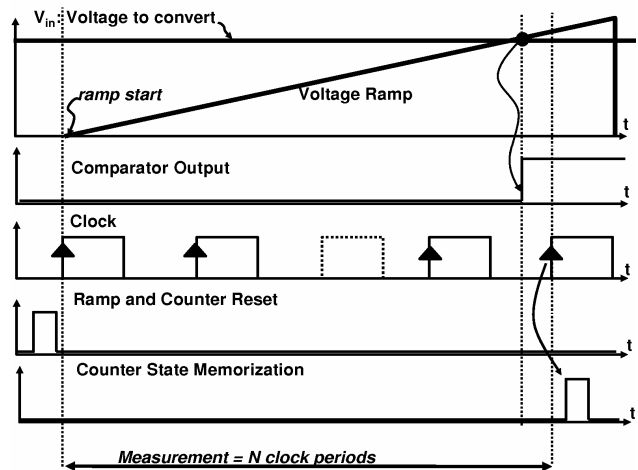 Vin: Voltage to convert
ramp start
Voltage Ramp
t
Comparator Output
t
Clock
t
Ramp and Counter Reset
t
Counter State Memorization
t
Measurement = N clock periods